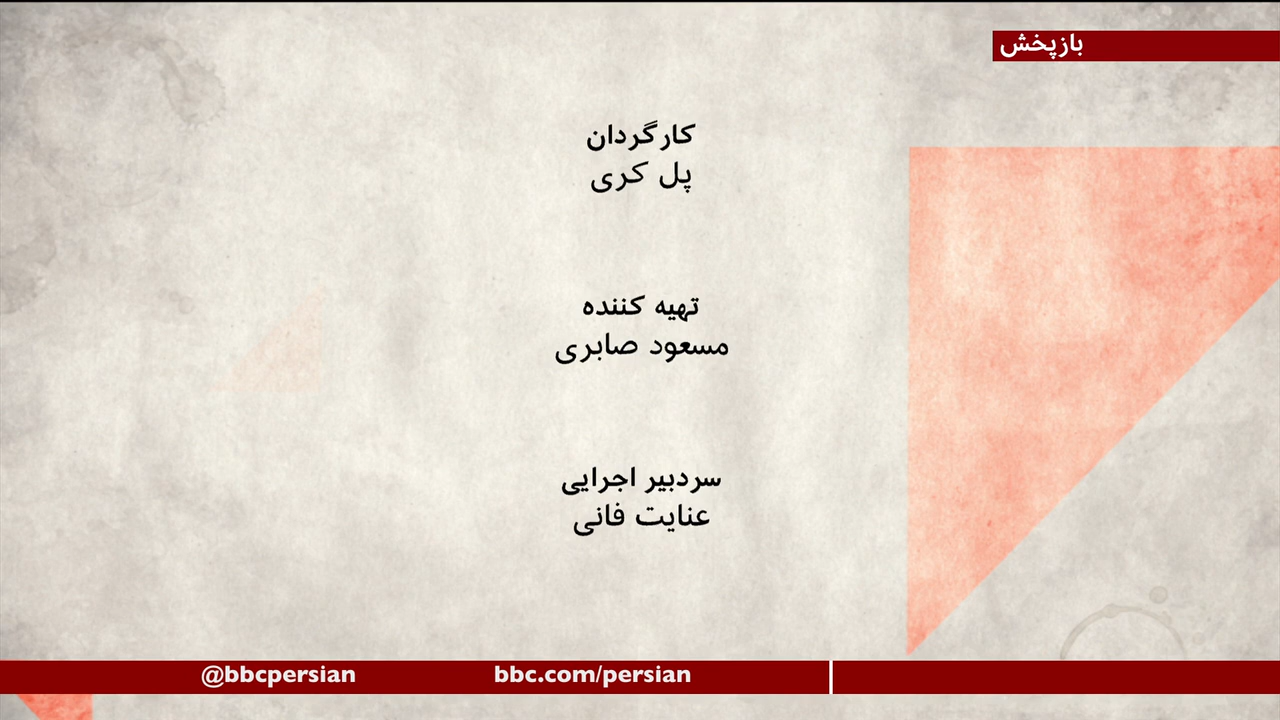 بازپخش
کارگردان
پل کری
تهیه کننده
مسعود صابری
سردبیر اجرایی
عنایت فانی
@bbcpersian
bbc.com/persian